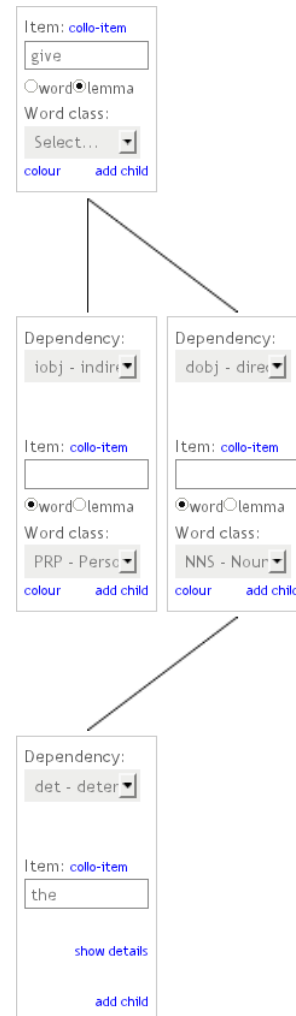 Item: collo-item
give
word lemma
Word class:
Select...
colour add child
Dependency:
iobj - indire
Item: collo-item
word lemma
Word class:
PRP - Perso
colour add child
Dependency:
dobj - direc
Item: collo-item
word lemma
Word class:
NNS - Noun
colour add child
Dependency:
det - deter
Item: collo-item
the
show details
add child